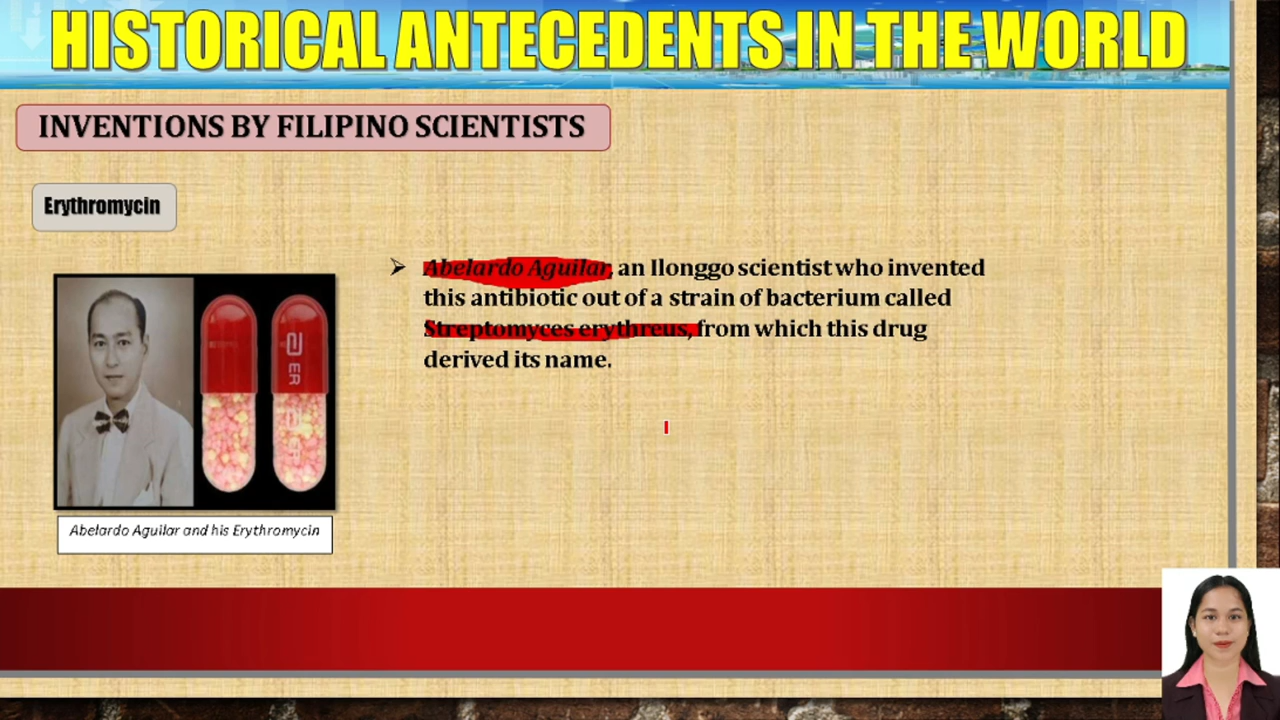 HISTORICAL ANTECEDENTS IN THE WORLD
INVENTIONS BY FILIPINO SCIENTISTS
Erythromycin
➢ Abelardo Aguilar, an Ilonggo scientist who invented
this antibiotic out of a strain of bacterium called
Streptomyces erythreus, from which this drug
derived its name.
ER
Abelardo Aguilar and his Erythromycin